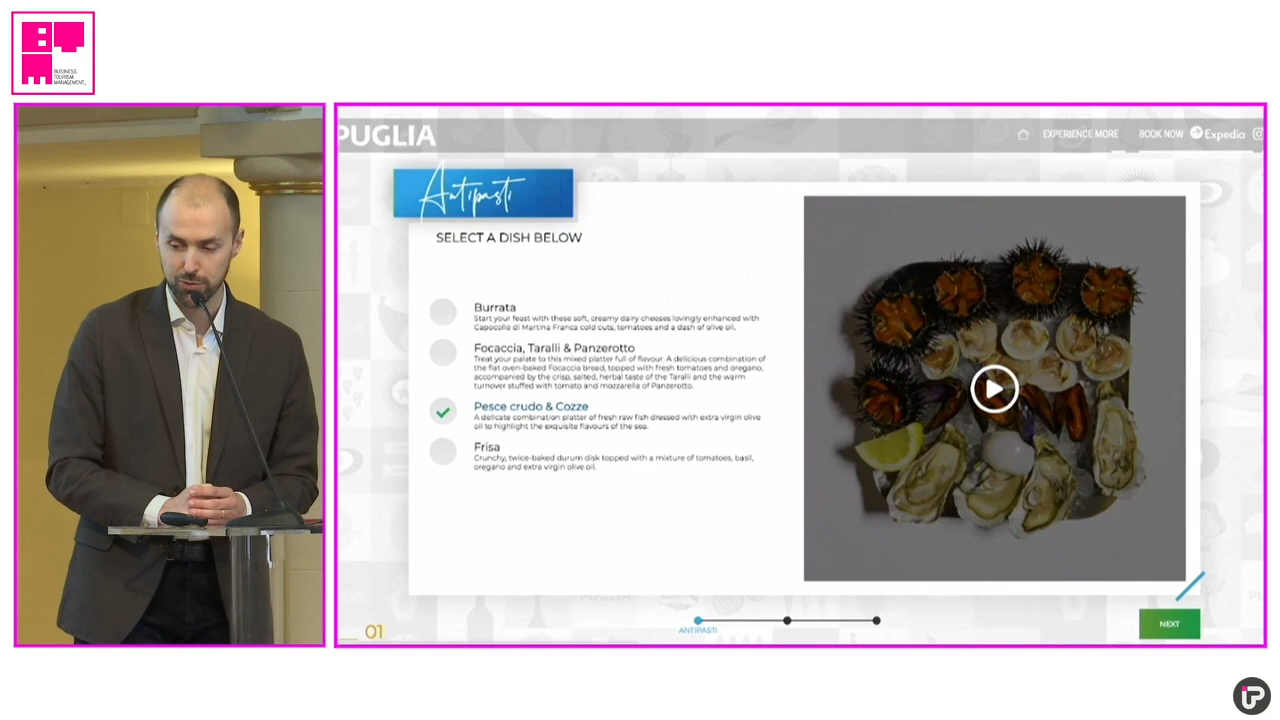 BTM
BUSINESS
TOURISM
MANAGEMENT_
PUGLIA
EXPERIENCE MORE
BOOK NOW
Expedia
Antipasti
SELECT A DISH BELOW
Burrata
Start your feast with these soft, creamy dairy cheeses lovingly enhanced with
Capocollo di Martina Franca cold cuts, tomatoes and a dash of olive oil.
Focaccia, Taralli & Panzerotto
Treat your palate to this mixed platter full of flavour. A delicious combination of
the flat oven-baked Focaccia bread, topped with fresh tomatoes and oregano,
accompanied by the crisp, salted, herbal taste of the Taralli and the warm
turnover stuffed with tomato and mozzarella of Panzerotto.
Pesce crudo & Cozze
A delicate combination platter of fresh raw fish dressed with extra virgin olive
oil to highlight the exquisite flavours of the sea.
Frisa
Crunchy, twice-baked durum disk topped with a mixture of tomatoes, basil,
oregano and extra virgin olive oil.
01
ANTIPASTI
NEXT
iP